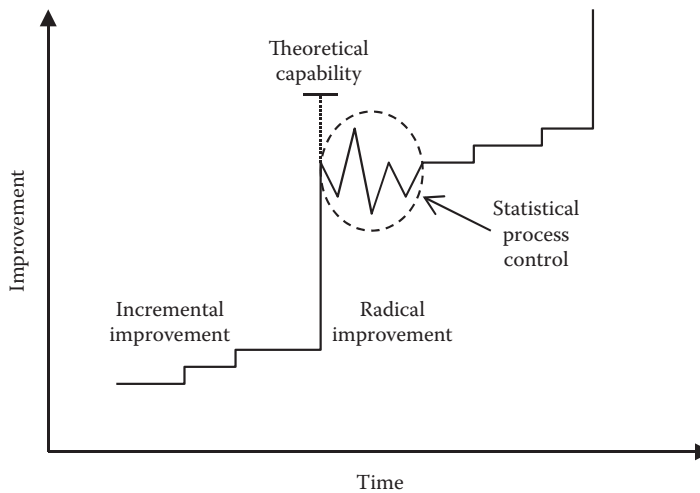 Theoretical
capability
Improvement
Statistical
process
control
Incremental
improvement
Radical
improvement
Time